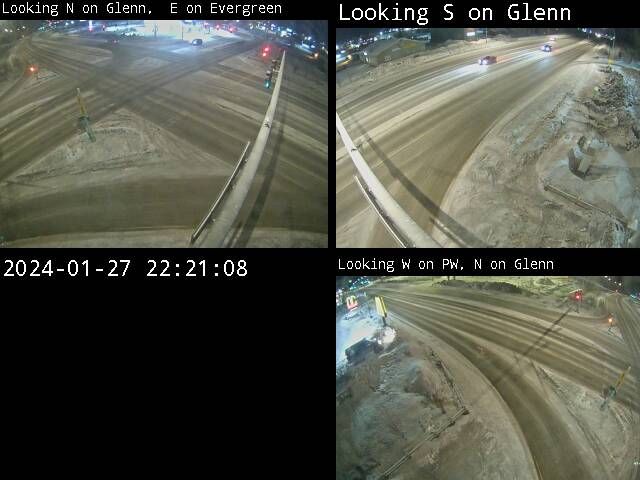 Looking N on Glenn,  E on Evergreen
Looking S on Glenn
2024-01-27 22:21:08
Looking W on PW, N on Glenn